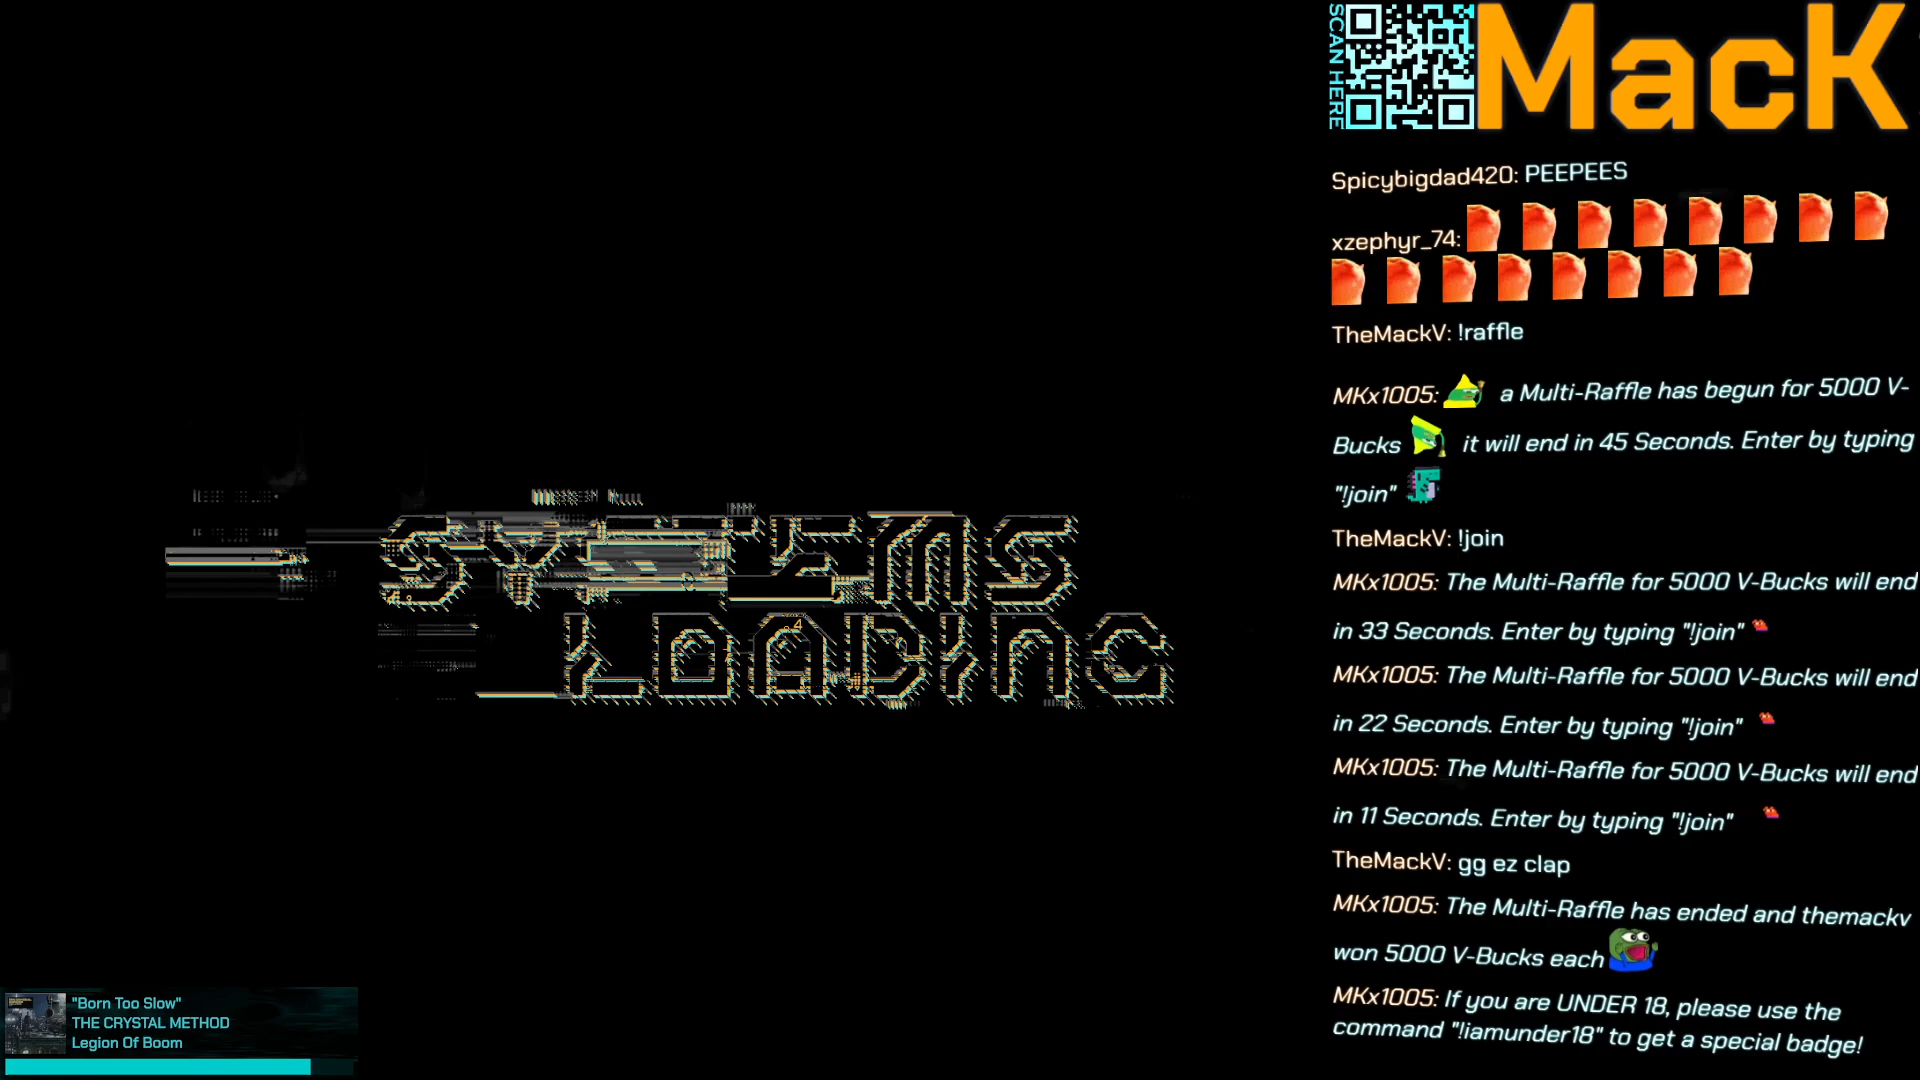 SCAN HERE
MacK
Spicybigdad420: PEEPEES
xzephyr_74:
TheMackV: !raffle
MKx1005: a Multi-Raffle has begun for 5000 V-
Bucks it will end in 45 Seconds. Enter by typing
"!join"
TheMackV: !join
MKx1005: The Multi-Raffle for 5000 V-Bucks will end
in 33 Seconds. Enter by typing "!join"
MKx1005: The Multi-Raffle for 5000 V-Bucks will end
in 22 Seconds. Enter by typing "!join"
MKx1005: The Multi-Raffle for 5000 V-Bucks will end
in 11 Seconds. Enter by typing "!join"
TheMackV: gg ez clap
MKx1005: The Multi-Raffle has ended and themackv
won 5000 V-Bucks each
MKx1005: If you are UNDER 18, please use the
command "!iamunder18" to get a special badge!
SYSTEMS
LOADING
"Born Too Slow"
THE CRYSTAL METHOD
Legion Of Boom